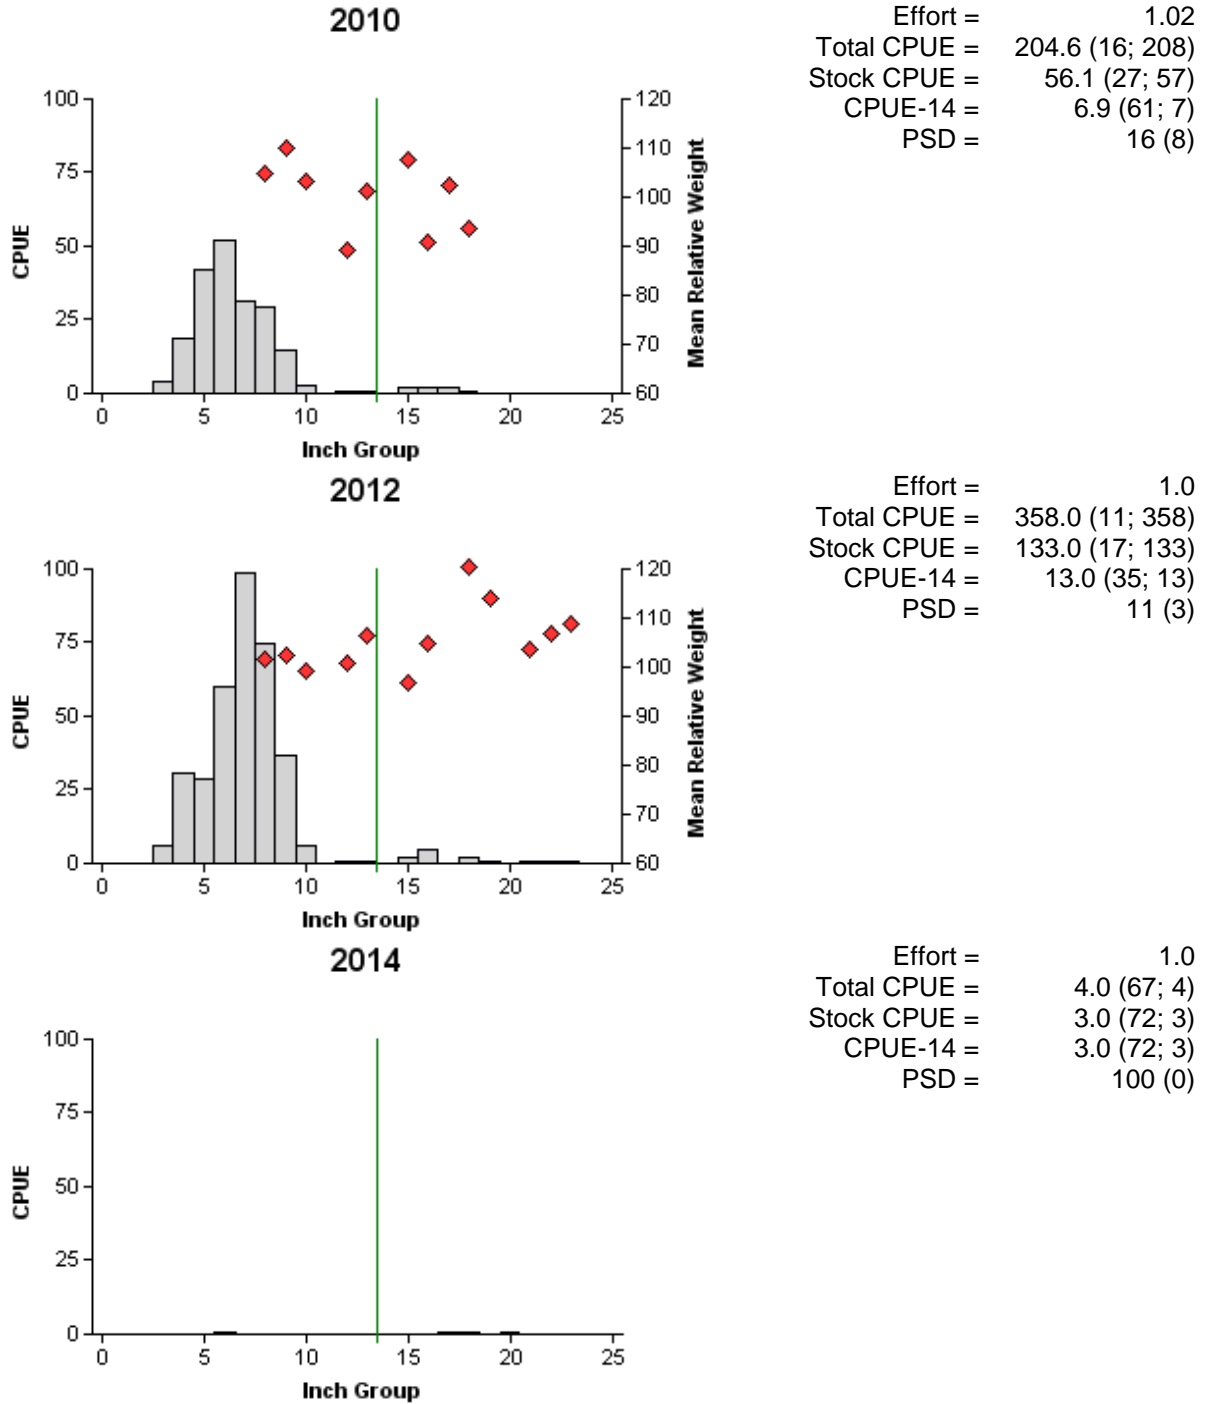 2010
Effort = 1.02
Total CPUE = 204.6 (16; 208)
Stock CPUE = 56.1 (27; 57)
CPUE-14 = 6.9 (61; 7)
PSD = 16 (8)
100
75
50
25
0
CPUE
120
110
100
90
80
70
60
Mean Relative Weight
0 5 10 15 20 25
Inch Group
2012
Effort = 1.0
Total CPUE = 358.0 (11; 358)
Stock CPUE = 133.0 (17; 133)
CPUE-14 = 13.0 (35; 13)
PSD = 11 (3)
100
75
50
25
0
CPUE
120
110
100
90
80
70
60
Mean Relative Weight
0 5 10 15 20 25
Inch Group
2014
Effort = 1.0
Total CPUE = 4.0 (67; 4)
Stock CPUE = 3.0 (72; 3)
CPUE-14 = 3.0 (72; 3)
PSD = 100 (0)
100
75
50
25
0
CPUE
0 5 10 15 20 25
Inch Group